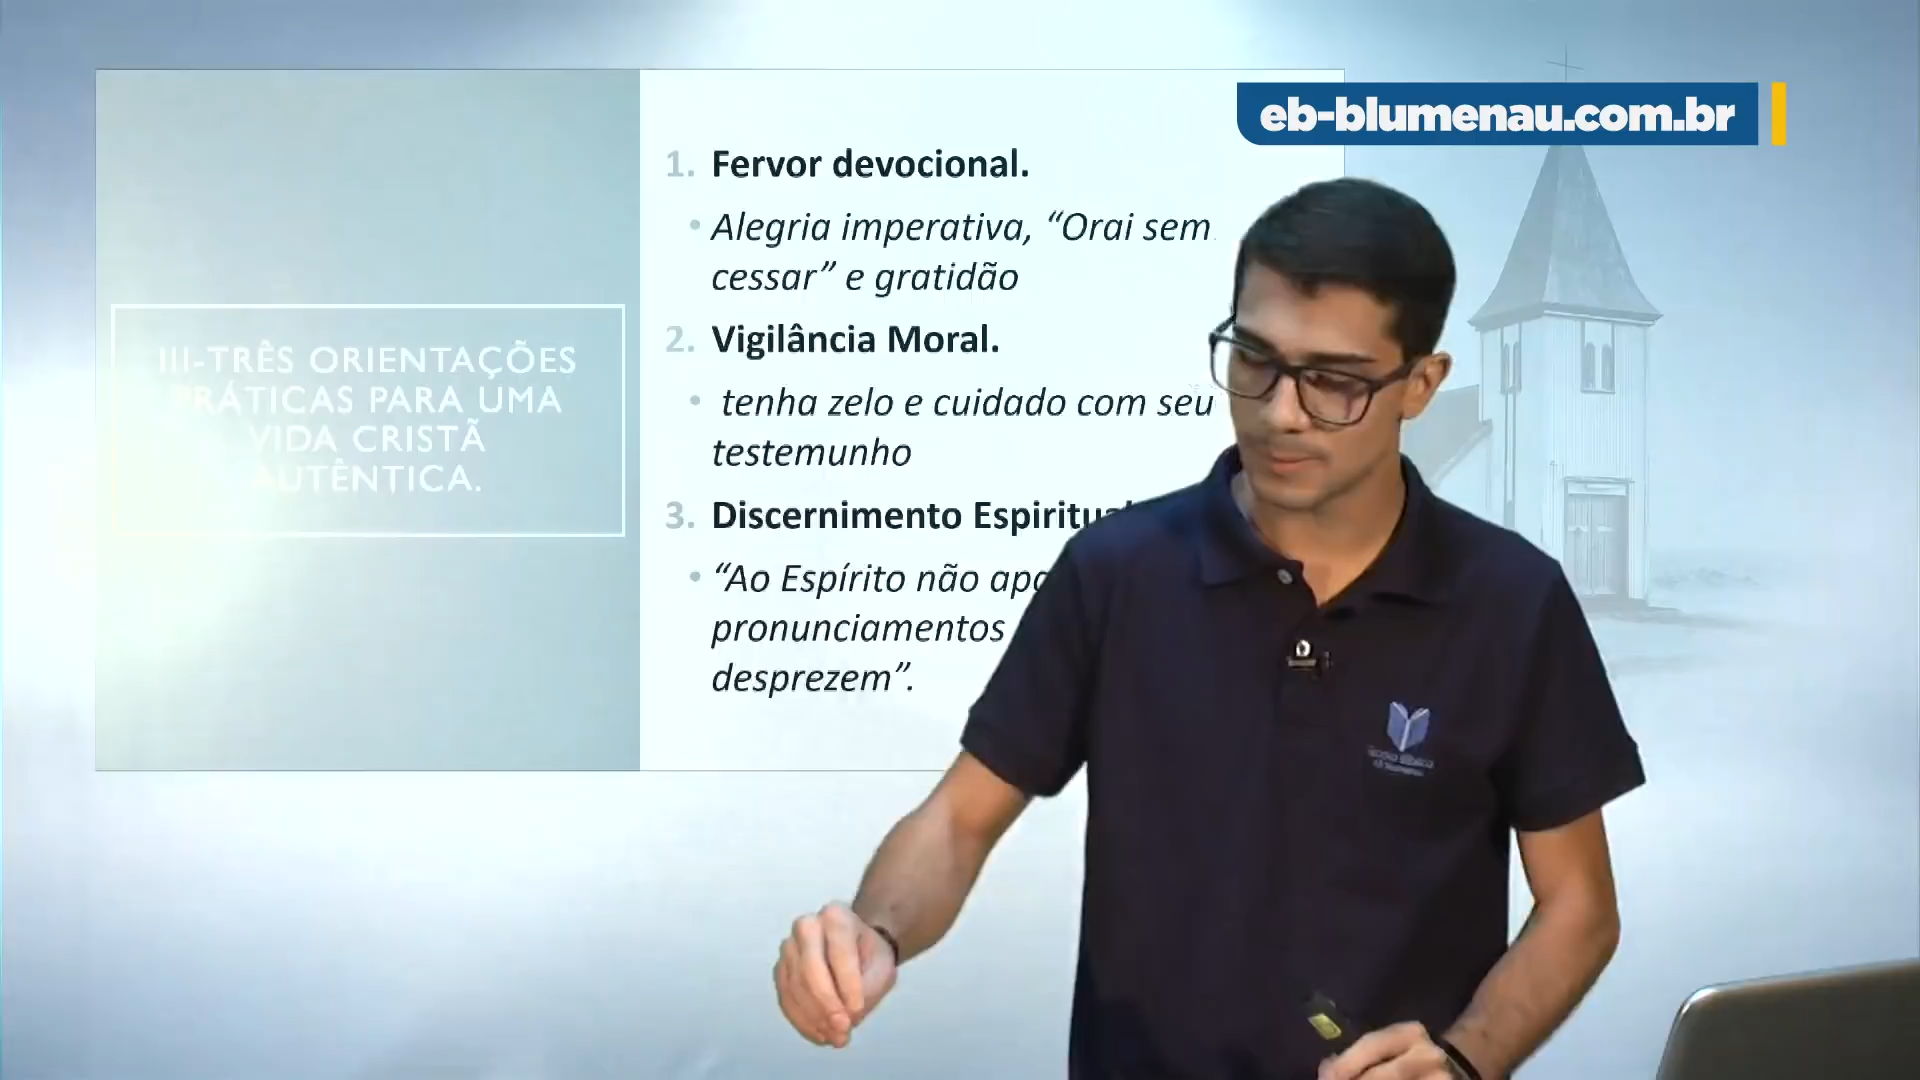 eb-blumenau.com.br
III-TRÊS ORIENTAÇÕES
PRÁTICAS PARA UMA
VIDA CRISTÃ
AUTÊNTICA.
1. Fervor devocional.
• Alegria imperativa, “Orai sem
cessar” e gratidão
2. Vigilância Moral.
• tenha zelo e cuidado com seu
testemunho
3. Discernimento Espiritual
• “Ao Espírito não
pronunciamentos
desprezem”.